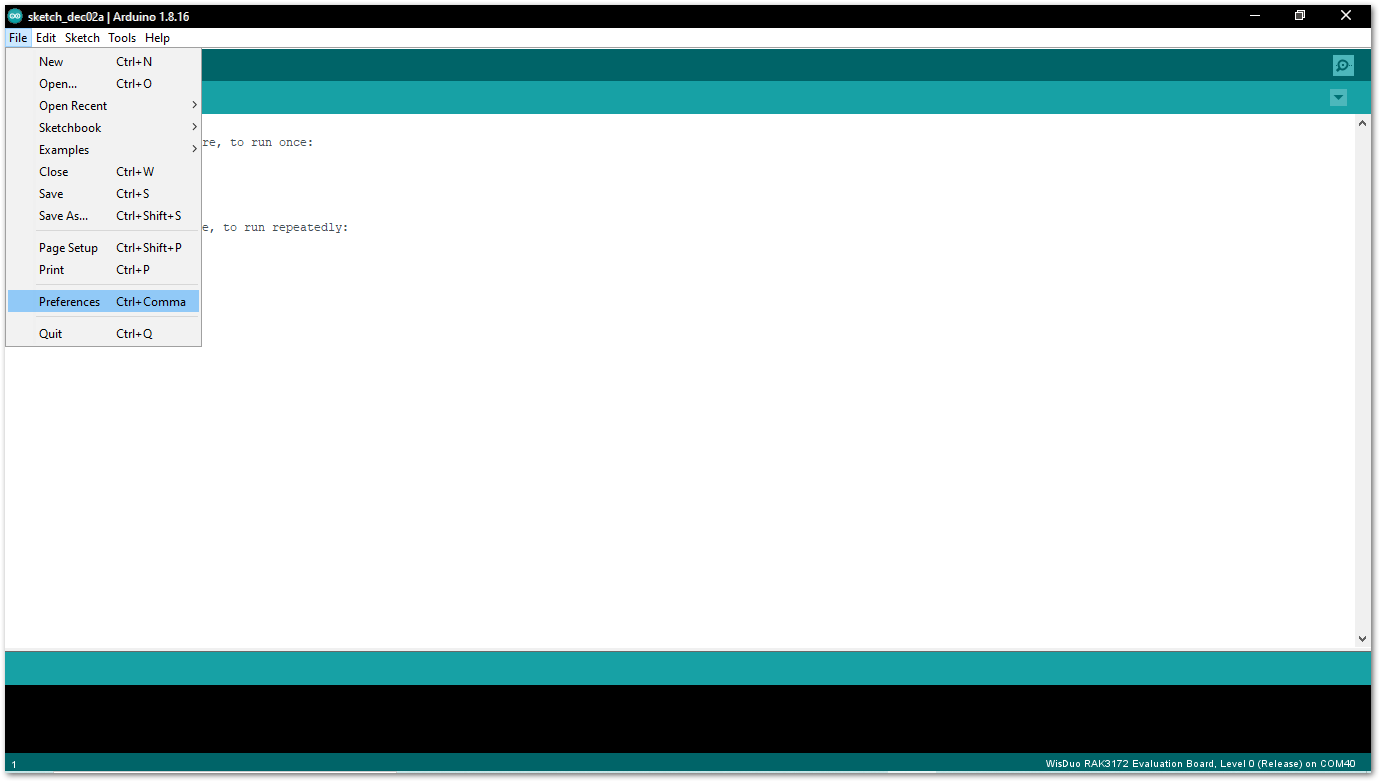 sketch_dec02a | Arduino 1.8.16
File Edit Sketch Tools Help
New Ctrl+N
Open... Ctrl+O
Open Recent
Sketchbook
Examples
Close Ctrl+W
Save Ctrl+S
Save As... Ctrl+Shift+S
Page Setup Ctrl+Shift+P
Print Ctrl+P
Preferences Ctrl+Comma
Quit Ctrl+Q
re, to run once:
e, to run repeatedly:
1 WisDuo RAK3172 Evaluation Board, Level 0 (Release) on COM40